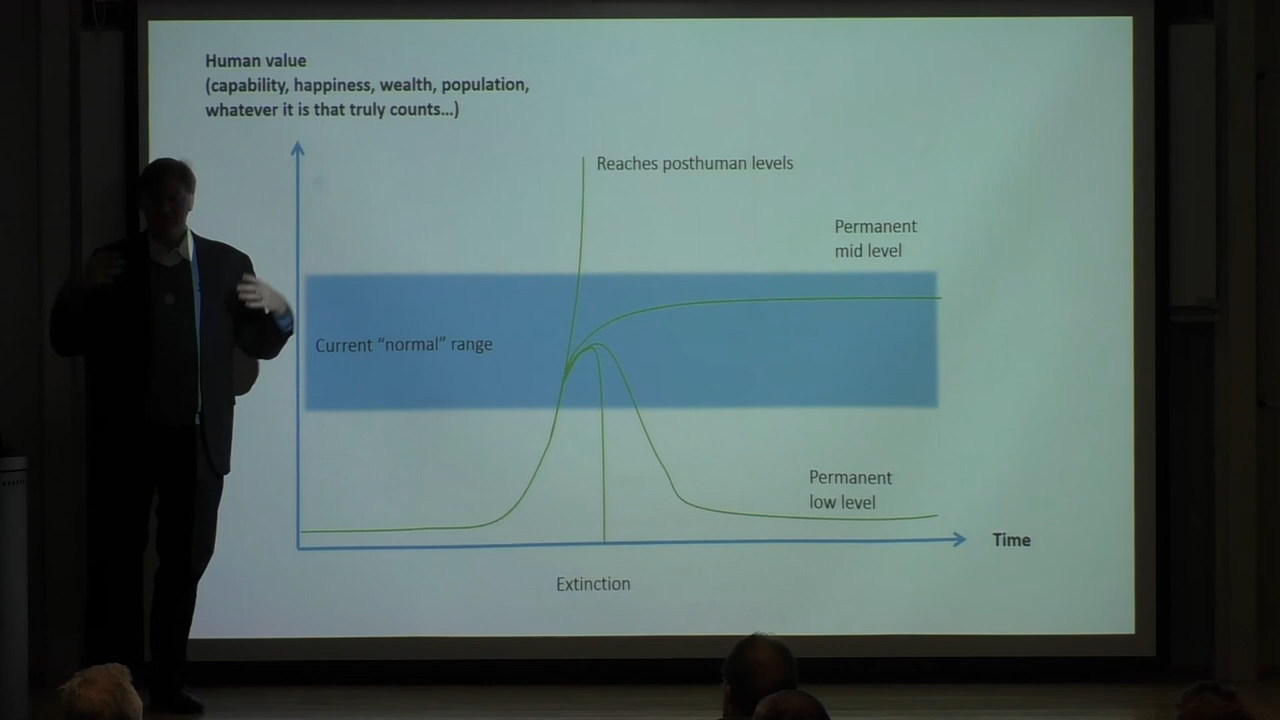 Human value
(capability, happiness, wealth, population,
whatever it is that truly counts…)
Reaches posthuman levels
Permanent
mid level
Current “normal” range
Permanent
low level
Time
Extinction